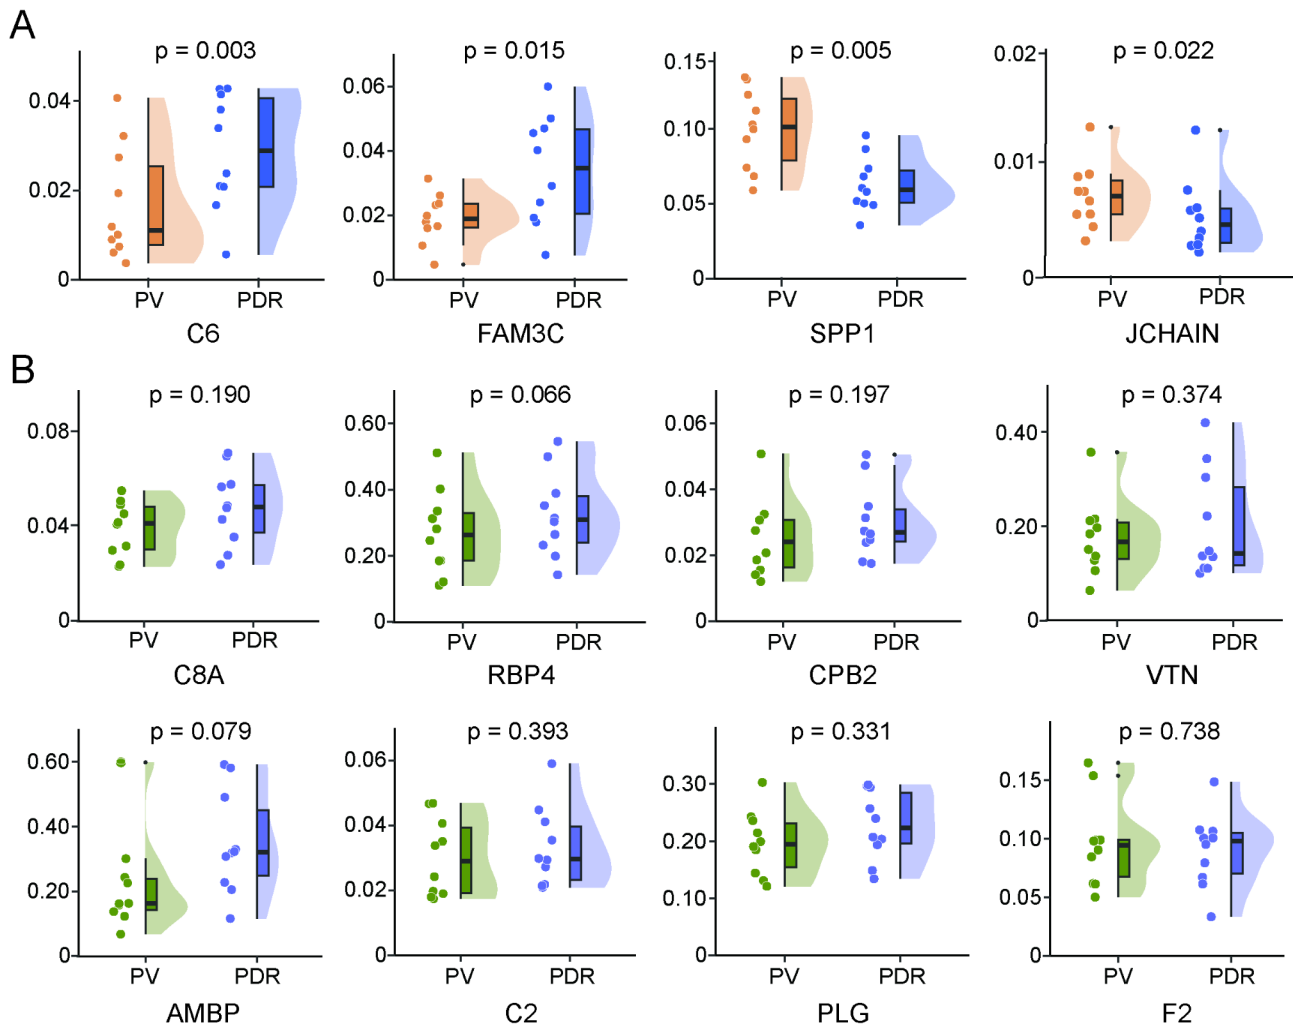 A
p = 0.003 p = 0.015 p = 0.005 p = 0.022
0.04 0.02 0
0.06 0.04 0.02 0
0.15 0.10 0.05 0
0.02 0.01 0
PV PDR PV PDR PV PDR PV PDR
C6 FAM3C SPP1 JCHAIN
B
p = 0.190 p = 0.066 p = 0.197 p = 0.374
0.08 0.04 0
0.60 0.40 0.20 0
0.06 0.04 0.02 0
0.40 0.20 0
PV PDR PV PDR PV PDR PV PDR
C8A RBP4 CPB2 VTN
p = 0.079 p = 0.393 p = 0.331 p = 0.738
0.60 0.40 0.20 0
0.06 0.04 0.02 0
0.30 0.20 0.10 0
0.15 0.10 0.05 0
PV PDR PV PDR PV PDR PV PDR
AMBP C2 PLG F2